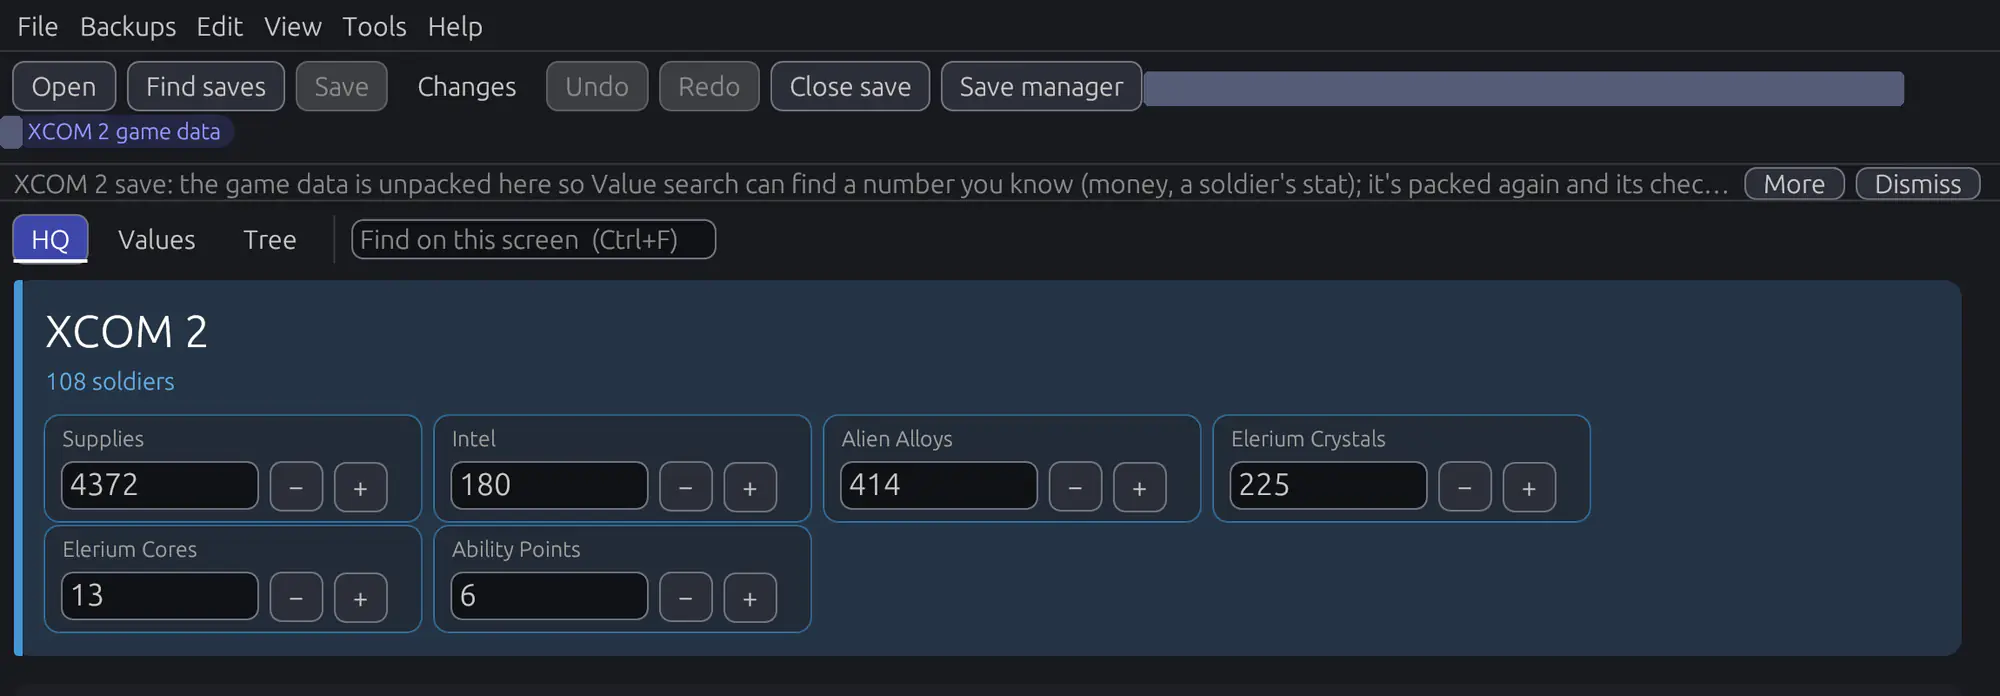 File Backups Edit View Tools Help
Open Find saves Save Changes Undo Redo Close save Save manager
XCOM 2 game data
XCOM 2 save: the game data is unpacked here so Value search can find a number you know (money, a soldier's stat); it's packed again and its chec… More Dismiss
HQ Values Tree Find on this screen (Ctrl+F)
XCOM 2
108 soldiers
Supplies Intel Alien Alloys Elerium Crystals
4372 − + 180 − + 414 − + 225 − +
Elerium Cores Ability Points
13 − + 6 − +